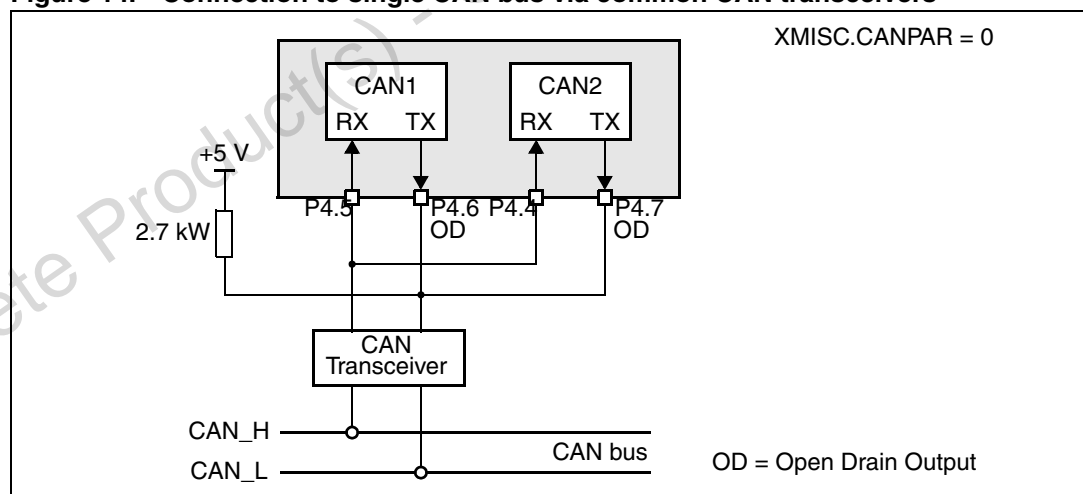 Figure 14. Connection to single CAN bus via common CAN transceivers
XMISC.CANPAR = 0
CAN1
CAN2
RX TX
RX TX
+5 V
P4.5
P4.6
P4.4
P4.7
OD
OD
2.7 kW
CAN
Transceiver
CAN_H
CAN bus
CAN_L
OD = Open Drain Output
ete Product(s) -